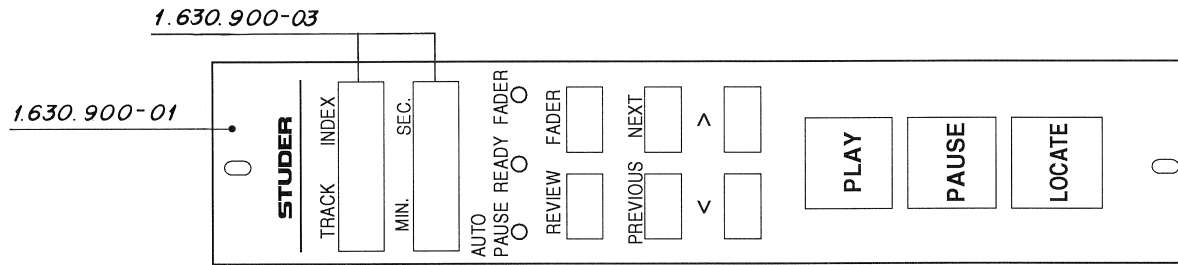 1.630.900-03
1.630.900-01
STUDER
TRACK INDEX
MIN. SEC.
AUTO
PAUSE READY FADER
REVIEW FADER
PREVIOUS NEXT
< >
PLAY
PAUSE
LOCATE